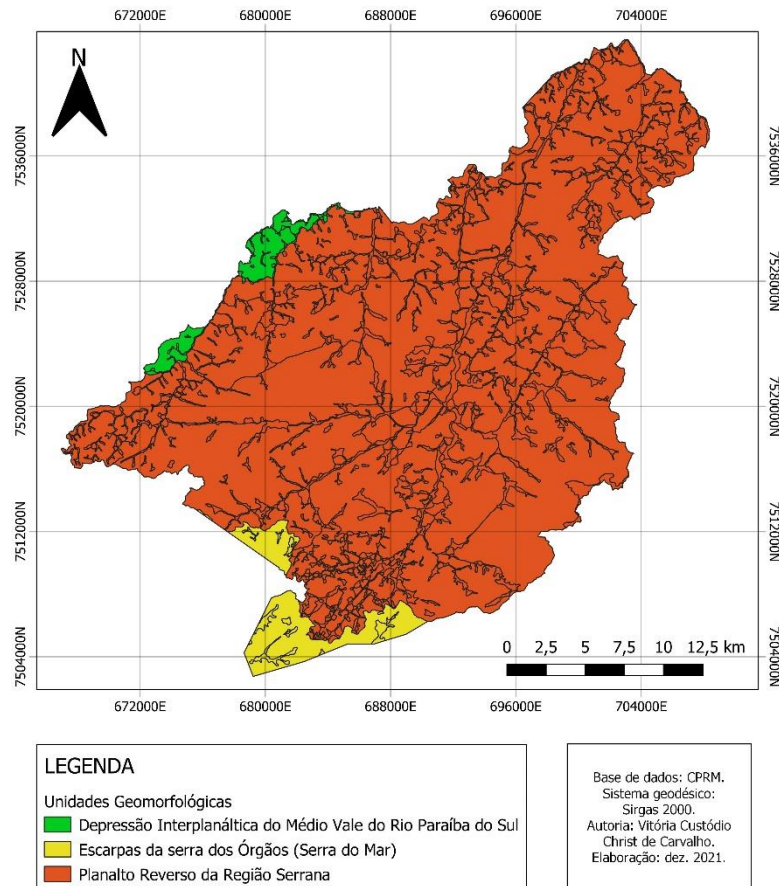 672000E 680000E 688000E 696000E 704000E
N
7536000N 7536000N
7528000N 7528000N
7520000N 7520000N
7512000N 7512000N
7504000N 7504000N
0 2,5 5 7,5 10 12,5 km
672000E 680000E 688000E 696000E 704000E
LEGENDA
Unidades Geomorfológicas
Depressão Interplanáltica do Médio Vale do Rio Paraíba do Sul
Escarpas da serra dos Órgãos (Serra do Mar)
Planalto Reverso da Região Serrana
Base de dados: CPRM.
Sistema geodésico:
Sirgas 2000.
Autoria: Vitória Custódio
Christ de Carvalho.
Elaboração: dez. 2021.